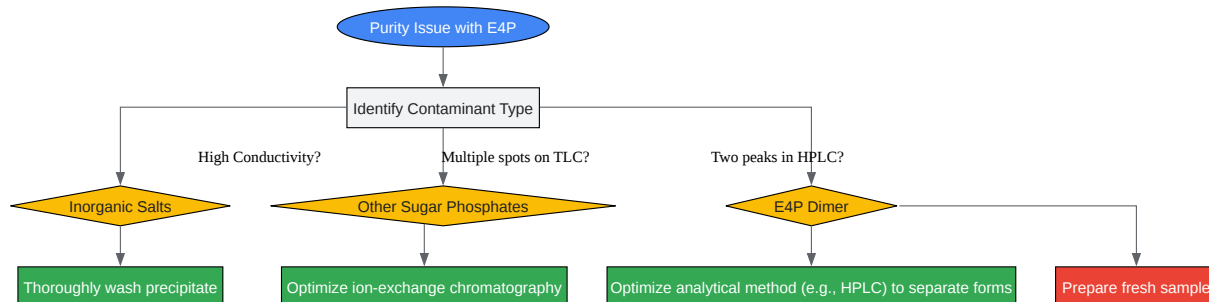 Purity Issue with E4P
Identify Contaminant Type
High Conductivity?
Multiple spots on TLC?
Two peaks in HPLC?
Inorganic Salts
Other Sugar Phosphates
E4P Dimer
Thoroughly wash precipitate
Optimize ion-exchange chromatography
Optimize analytical method (e.g., HPLC) to separate forms
Prepare fresh sample